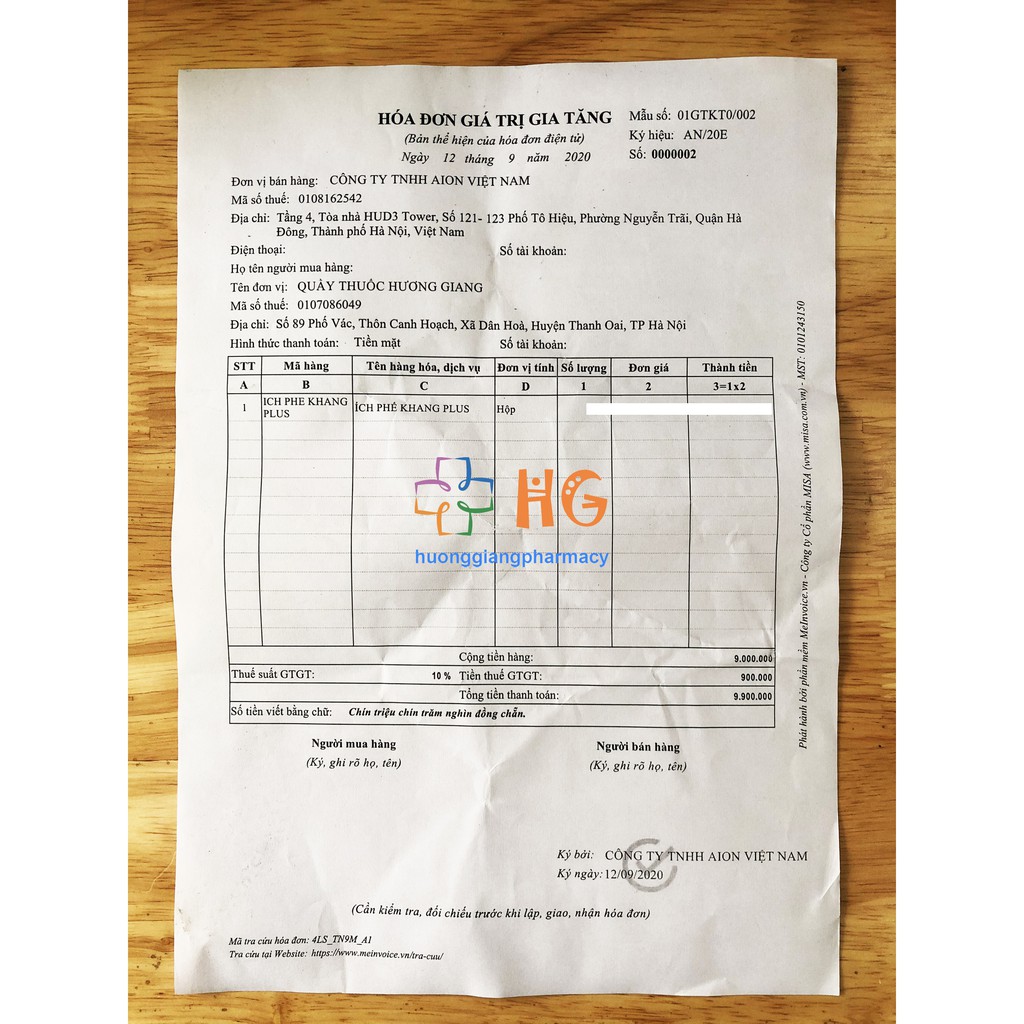 HÓA ĐƠN GIÁ TRỊ GIA TĂNG
(Bản thể hiện của hóa đơn điện tử)
Ngày 12 tháng 9 năm 2020
Mẫu số: 01GTKT0/002
Ký hiệu: AN/20E
Số: 0000002
Đơn vị bán hàng: CÔNG TY TNHH AION VIỆT NAM
Mã số thuế: 0108162542
Địa chỉ: Tầng 4, Tòa nhà HUD3 Tower, Số 121- 123 Phố Tô Hiệu, Phường Nguyễn Trãi, Quận Hà
Đông, Thành phố Hà Nội, Việt Nam
Điện thoại: Số tài khoản:
Họ tên người mua hàng:
Tên đơn vị: QUẦY THUỐC HƯƠNG GIANG
Mã số thuế: 0107086049
Địa chỉ: Số 89 Phố Vác, Thôn Canh Hoạch, Xã Dân Hoà, Huyện Thanh Oai, TP Hà Nội
Hình thức thanh toán: Tiền mặt Số tài khoản:
STT Mã hàng Tên hàng hóa, dịch vụ Đơn vị tính Số lượng Đơn giá Thành tiền
A B C D 1 2 3=1x2
1 ICH PHE KHANG PLUS ÍCH PHẾ KHANG PLUS Hộp
HG
huonggiangpharmacy
Cộng tiền hàng: 9.000.000
Thuế suất GTGT: 10 % Tiền thuế GTGT: 900.000
Tổng tiền thanh toán: 9.900.000
Số tiền viết bằng chữ: Chín triệu chín trăm nghìn đồng chẵn.
Người mua hàng Người bán hàng
(Ký, ghi rõ họ, tên) (Ký, ghi rõ họ, tên)
Ký bởi: CÔNG TY TNHH AION VIỆT NAM
Ký ngày: 12/09/2020
(Cần kiểm tra, đối chiếu trước khi lập, giao, nhận hóa đơn)
Mã tra cứu hóa đơn: 4LS_TN9M_A1
Tra cứu tại Website: https://www.meinvoice.vn/tra-cuu/
Phát hành bởi phần mềm MeInvoice.vn - Công ty Cổ phần MISA (www.misa.com.vn) - MST: 0101243150